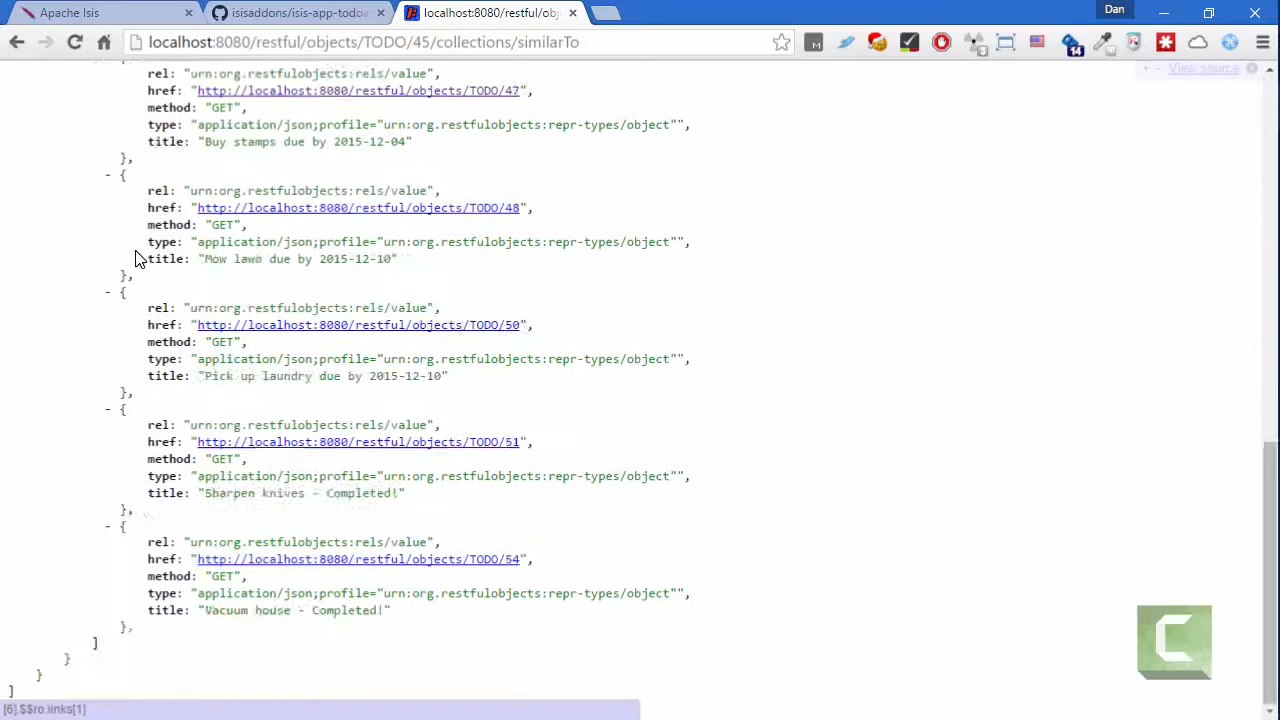 Apache Isis
isisaddons/isis-app-todoa
localhost:8080/restful/obj
Dan
localhost:8080/restful/objects/TODO/45/collections/similarTo
14
+ - View source
rel: "urn:org.restfulobjects:rels/value",
href: "http://localhost:8080/restful/objects/TODO/47",
method: "GET",
type: "application/json;profile="urn:org.restfulobjects:repr-types/object"",
title: "Buy stamps due by 2015-12-04"
},
- {
rel: "urn:org.restfulobjects:rels/value",
href: "http://localhost:8080/restful/objects/TODO/48",
method: "GET",
type: "application/json;profile="urn:org.restfulobjects:repr-types/object"",
title: "Mow lawn due by 2015-12-10"
},
- {
rel: "urn:org.restfulobjects:rels/value",
href: "http://localhost:8080/restful/objects/TODO/50",
method: "GET",
type: "application/json;profile="urn:org.restfulobjects:repr-types/object"",
title: "Pick up laundry due by 2015-12-10"
},
- {
rel: "urn:org.restfulobjects:rels/value",
href: "http://localhost:8080/restful/objects/TODO/51",
method: "GET",
type: "application/json;profile="urn:org.restfulobjects:repr-types/object"",
title: "Sharpen knives - Completed!"
},
- {
rel: "urn:org.restfulobjects:rels/value",
href: "http://localhost:8080/restful/objects/TODO/54",
method: "GET",
type: "application/json;profile="urn:org.restfulobjects:repr-types/object"",
title: "Vacuum house - Completed!"
},
]
}
}
]
[6].$$ro.links[1]